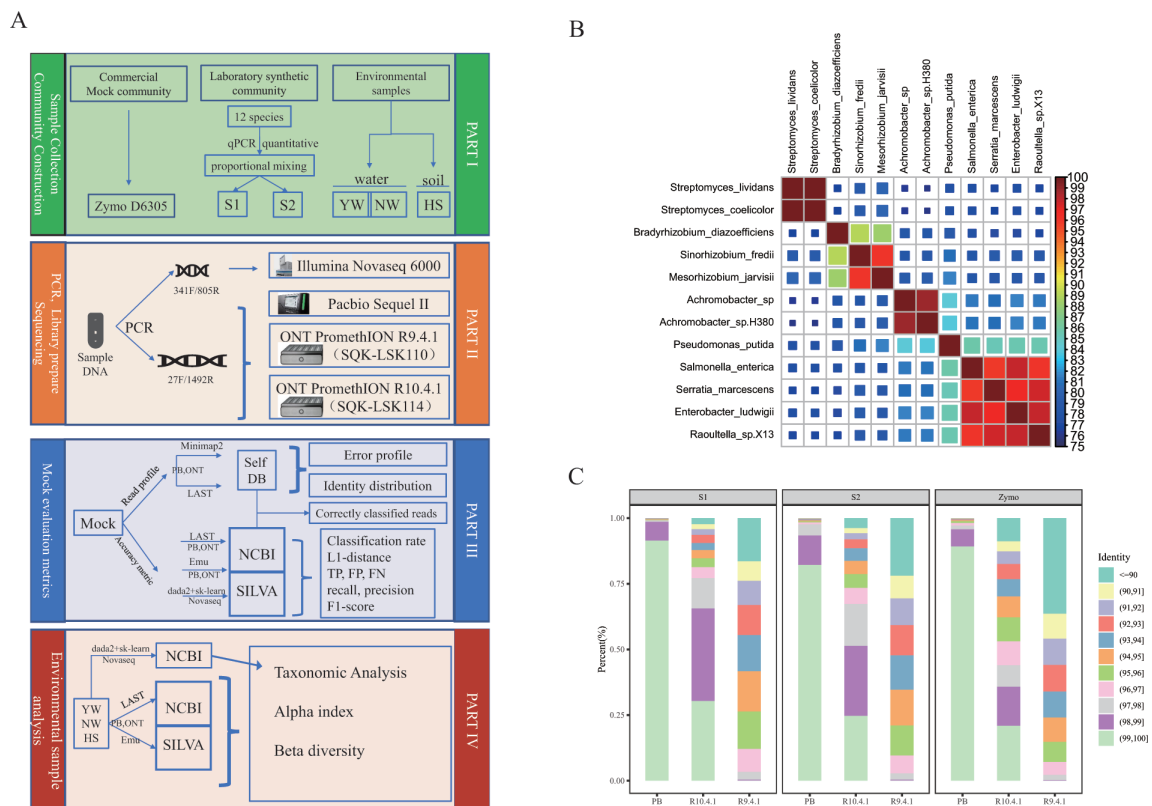 A
Sample Collection
Communtity Construction
Commercial
Mock community
Laboratory synthetic
community
Environmental
samples
12 species
qPCR
quantitative
proportional mixing
water
soil
Zymo D6305
S1
S2
YW
NW
HS
PART I
PCR, Library prepare
Sequencing
Sample
DNA
PCR
341F/805R
27F/1492R
Illumina Novaseq 6000
Pacbio Sequel II
ONT PromethION R9.4.1
（SQK-LSK110）
ONT PromethION R10.4.1
（SQK-LSK114）
PART II
Mock evaluation metrics
Mock
Read profile
Accuracy metric
Minimap2
PB,ONT
LAST
Self
DB
Error profile
Identity distribution
Correctly classified reads
LAST
PB,ONT
Emu
PB,ONT
dada2+sk-learn
Novaseq
NCBI
SILVA
Classification rate
L1-distance
TP, FP, FN
recall, precision
F1-score
PART III
Environmental sample
analysis
dada2+sk-learn
Novaseq
NCBI
YW
NW
HS
LAST
PB,ONT
Emu
NCBI
SILVA
Taxonomic Analysis
Alpha index
Beta diversity
PART IV
B
Streptomyces_lividans
Streptomyces_coelicolor
Bradyrhizobium_diazoefficiens
Sinorhizobium_fredii
Mesorhizobium_jarvisii
Achromobacter_sp
Achromobacter_sp.H380
Pseudomonas_putida
Salmonella_enterica
Serratia_marcescens
Enterobacter_ludwigii
Raoultella_sp.X13
Streptomyces_lividans
Streptomyces_coelicolor
Bradyrhizobium_diazoefficiens
Sinorhizobium_fredii
Mesorhizobium_jarvisii
Achromobacter_sp
Achromobacter_sp.H380
Pseudomonas_putida
Salmonella_enterica
Serratia_marcescens
Enterobacter_ludwigii
Raoultella_sp.X13
100
99
98
97
96
95
94
93
92
91
90
89
88
87
86
85
84
83
82
81
80
79
78
77
76
75
C
S1
S2
Zymo
Percent(%)
1.00
0.75
0.50
0.25
0.00
PB
R10.4.1
R9.4.1
PB
R10.4.1
R9.4.1
PB
R10.4.1
R9.4.1
Identity
<=90
(90,91]
(91,92]
(92,93]
(93,94]
(94,95]
(95,96]
(96,97]
(97,98]
(98,99]
(99,100]